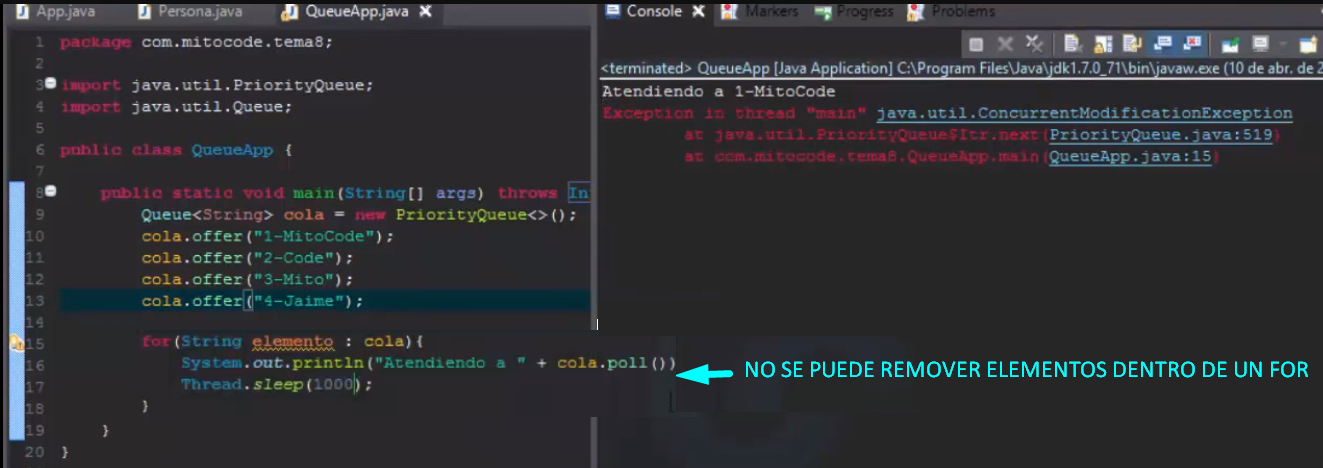 App.java Persona.java QueueApp.java
1 package com.mitocode.tema8;
2
3 import java.util.PriorityQueue;
4 import java.util.Queue;
5
6 public class QueueApp {
7
8 public static void main(String[] args) throws In
9 Queue<String> cola = new PriorityQueue<>();
10 cola.offer("1-MitoCode");
11 cola.offer("2-Code");
12 cola.offer("3-Mito");
13 cola.offer("4-Jaime");
14
15 for(String elemento : cola){
16 System.out.println("Atendiendo a " + cola.poll())
17 Thread.sleep(1000);
18 }
19 }
20 }
Console Markers Progress Problems
<terminated> QueueApp [Java Application] C:\Program Files\Java\jdk1.7.0_71\bin\javaw.exe (10 de abr. de 2
Atendiendo a 1-MitoCode
Exception in thread "main" java.util.ConcurrentModificationException
at java.util.PriorityQueue$Itr.next(PriorityQueue.java:519)
at com.mitocode.tema8.QueueApp.main(QueueApp.java:15)
NO SE PUEDE REMOVER ELEMENTOS DENTRO DE UN FOR